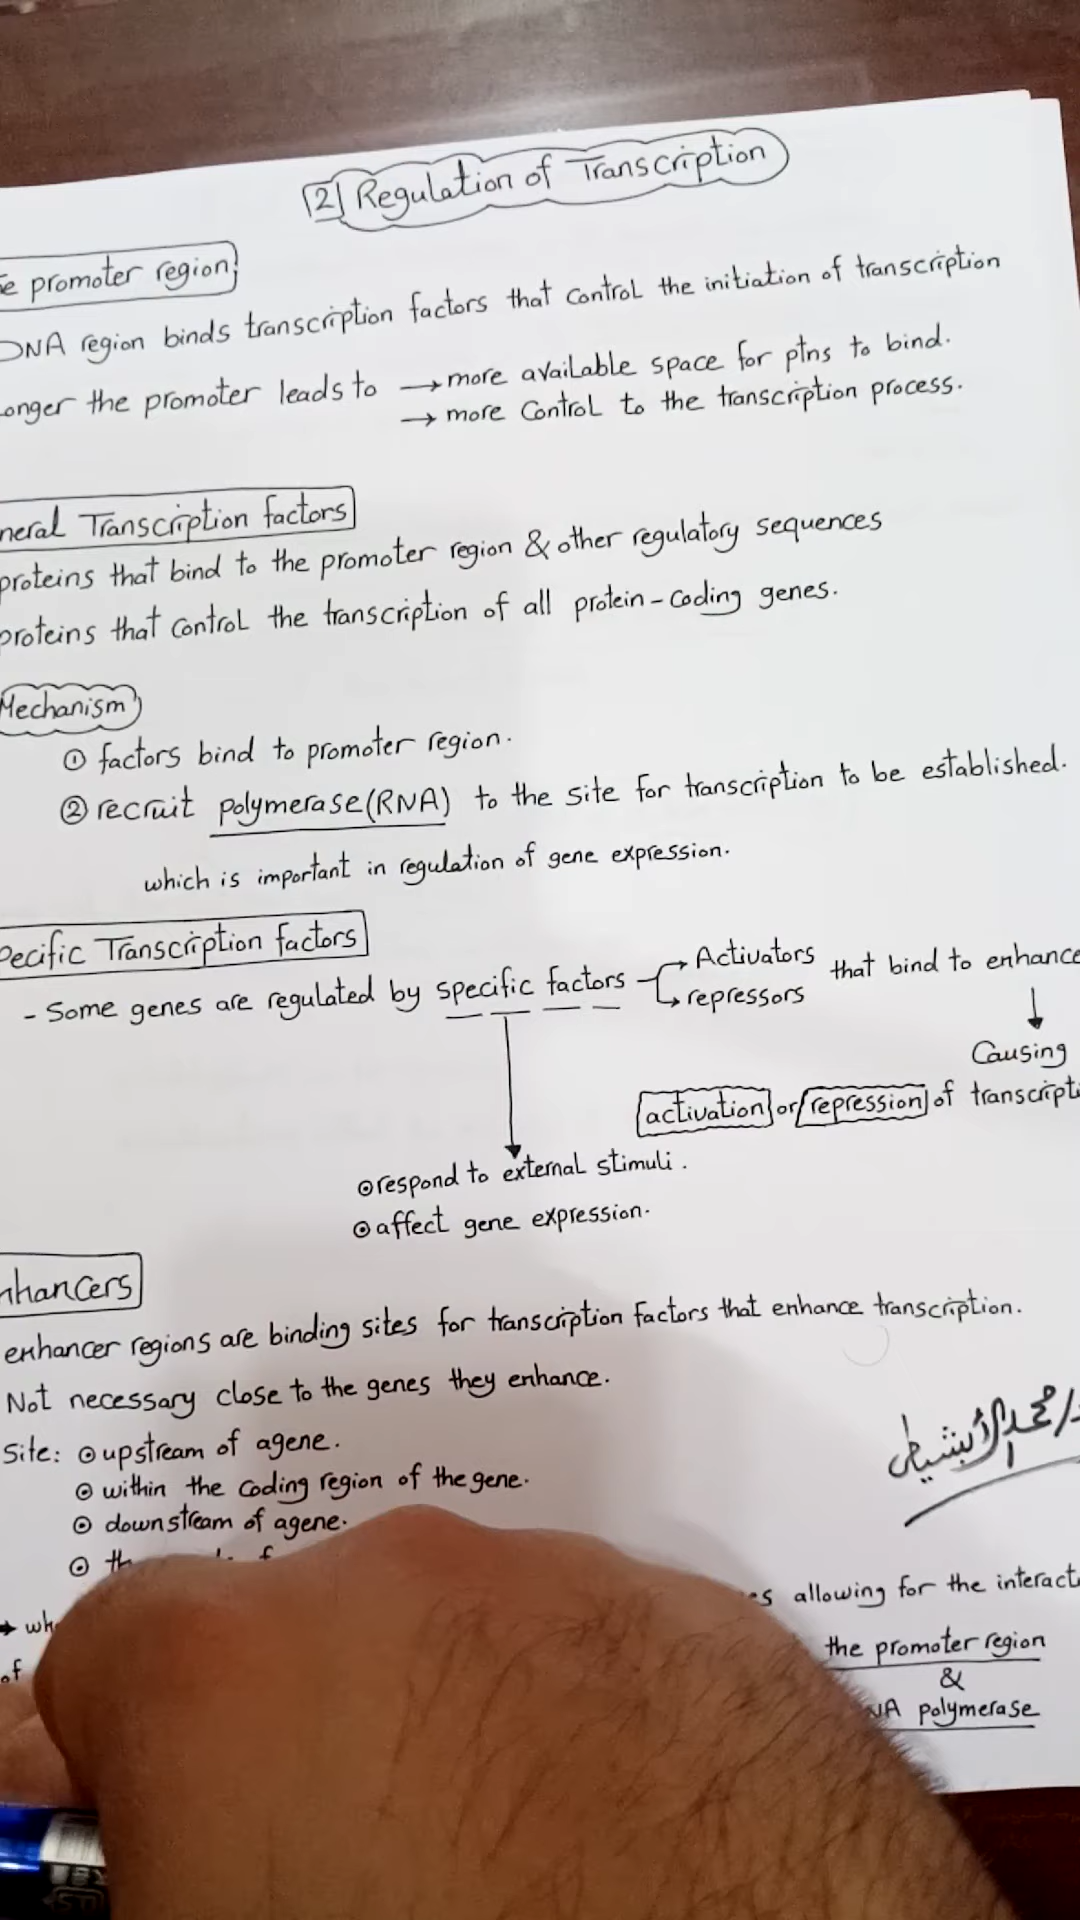 2 Regulation of Transcription
promoter region
DNA region binds transcription factors that control the initiation of transcription
the promoter leads to → more available space for ptns to bind.
→ more control to the transcription process.
Transcription factors
proteins that bind to the promoter region & other regulatory sequences
proteins that control the transcription of all protein-coding genes.
Mechanism
① factors bind to promoter region.
② recruit polymerase (RNA) to the site for transcription to be established.
which is important in regulation of gene expression.
Transcription factors
- Some genes are regulated by specific factors → Activators that bind to enhance
→ repressors
Causing
activation or repression of transcripti
⊙ respond to external stimuli.
⊙ affect gene expression.
enhancer regions are binding sites for transcription factors that enhance transcription.
Not necessary close to the genes they enhance.
Site: ⊙ upstream of agene.
⊙ within the coding region of the gene.
⊙ downstream of agene.
allowing for the interact
of the promoter region
&
polymerase